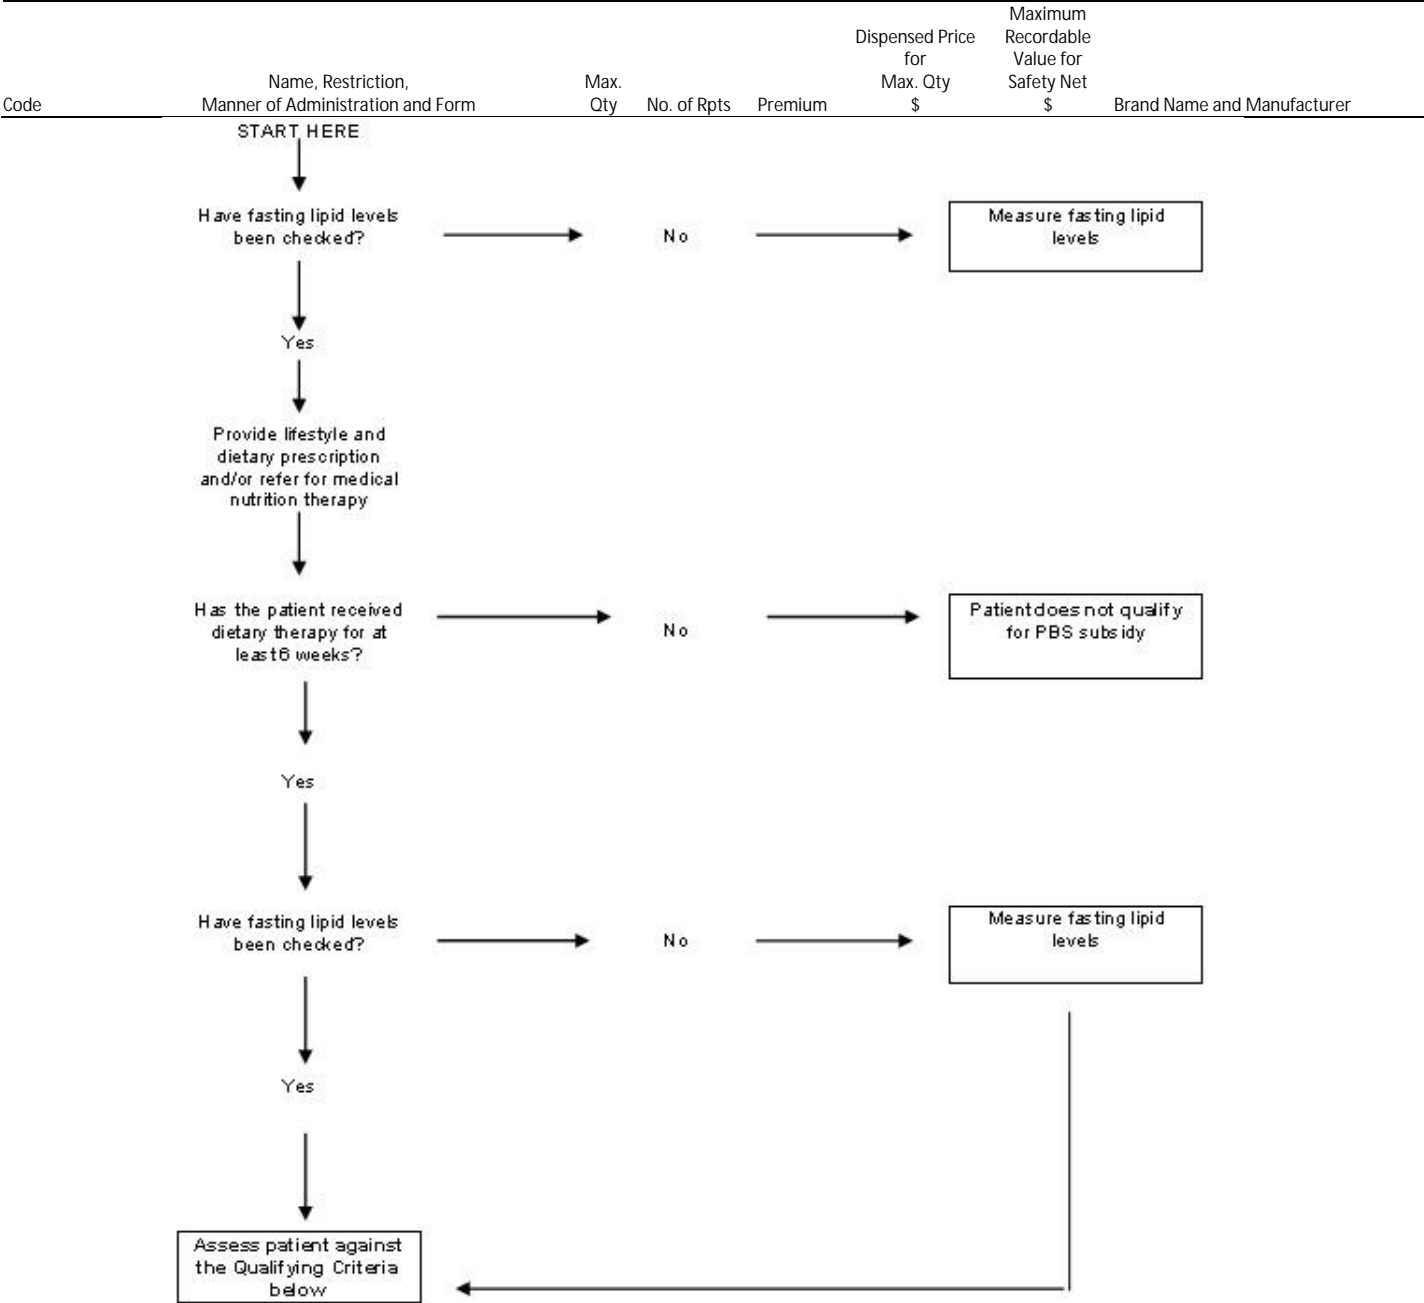 Maximum
Dispensed Price Recordable
for Value for
Name, Restriction, Max. Max. Qty Safety Net
Code Manner of Administration and Form Qty No. of Rpts Premium $ $ Brand Name and Manufacturer
START HERE
Have fasting lipid levels
been checked?
No
Measure fasting lipid
levels
Yes
Provide lifestyle and
dietary prescription
and/or refer for medical
nutrition therapy
Has the patient received
dietary therapy for at
least 6 weeks?
No
Patient does not qualify
for PBS subsidy
Yes
Have fasting lipid levels
been checked?
No
Measure fasting lipid
levels
Yes
Assess patient against
the Qualifying Criteria
below